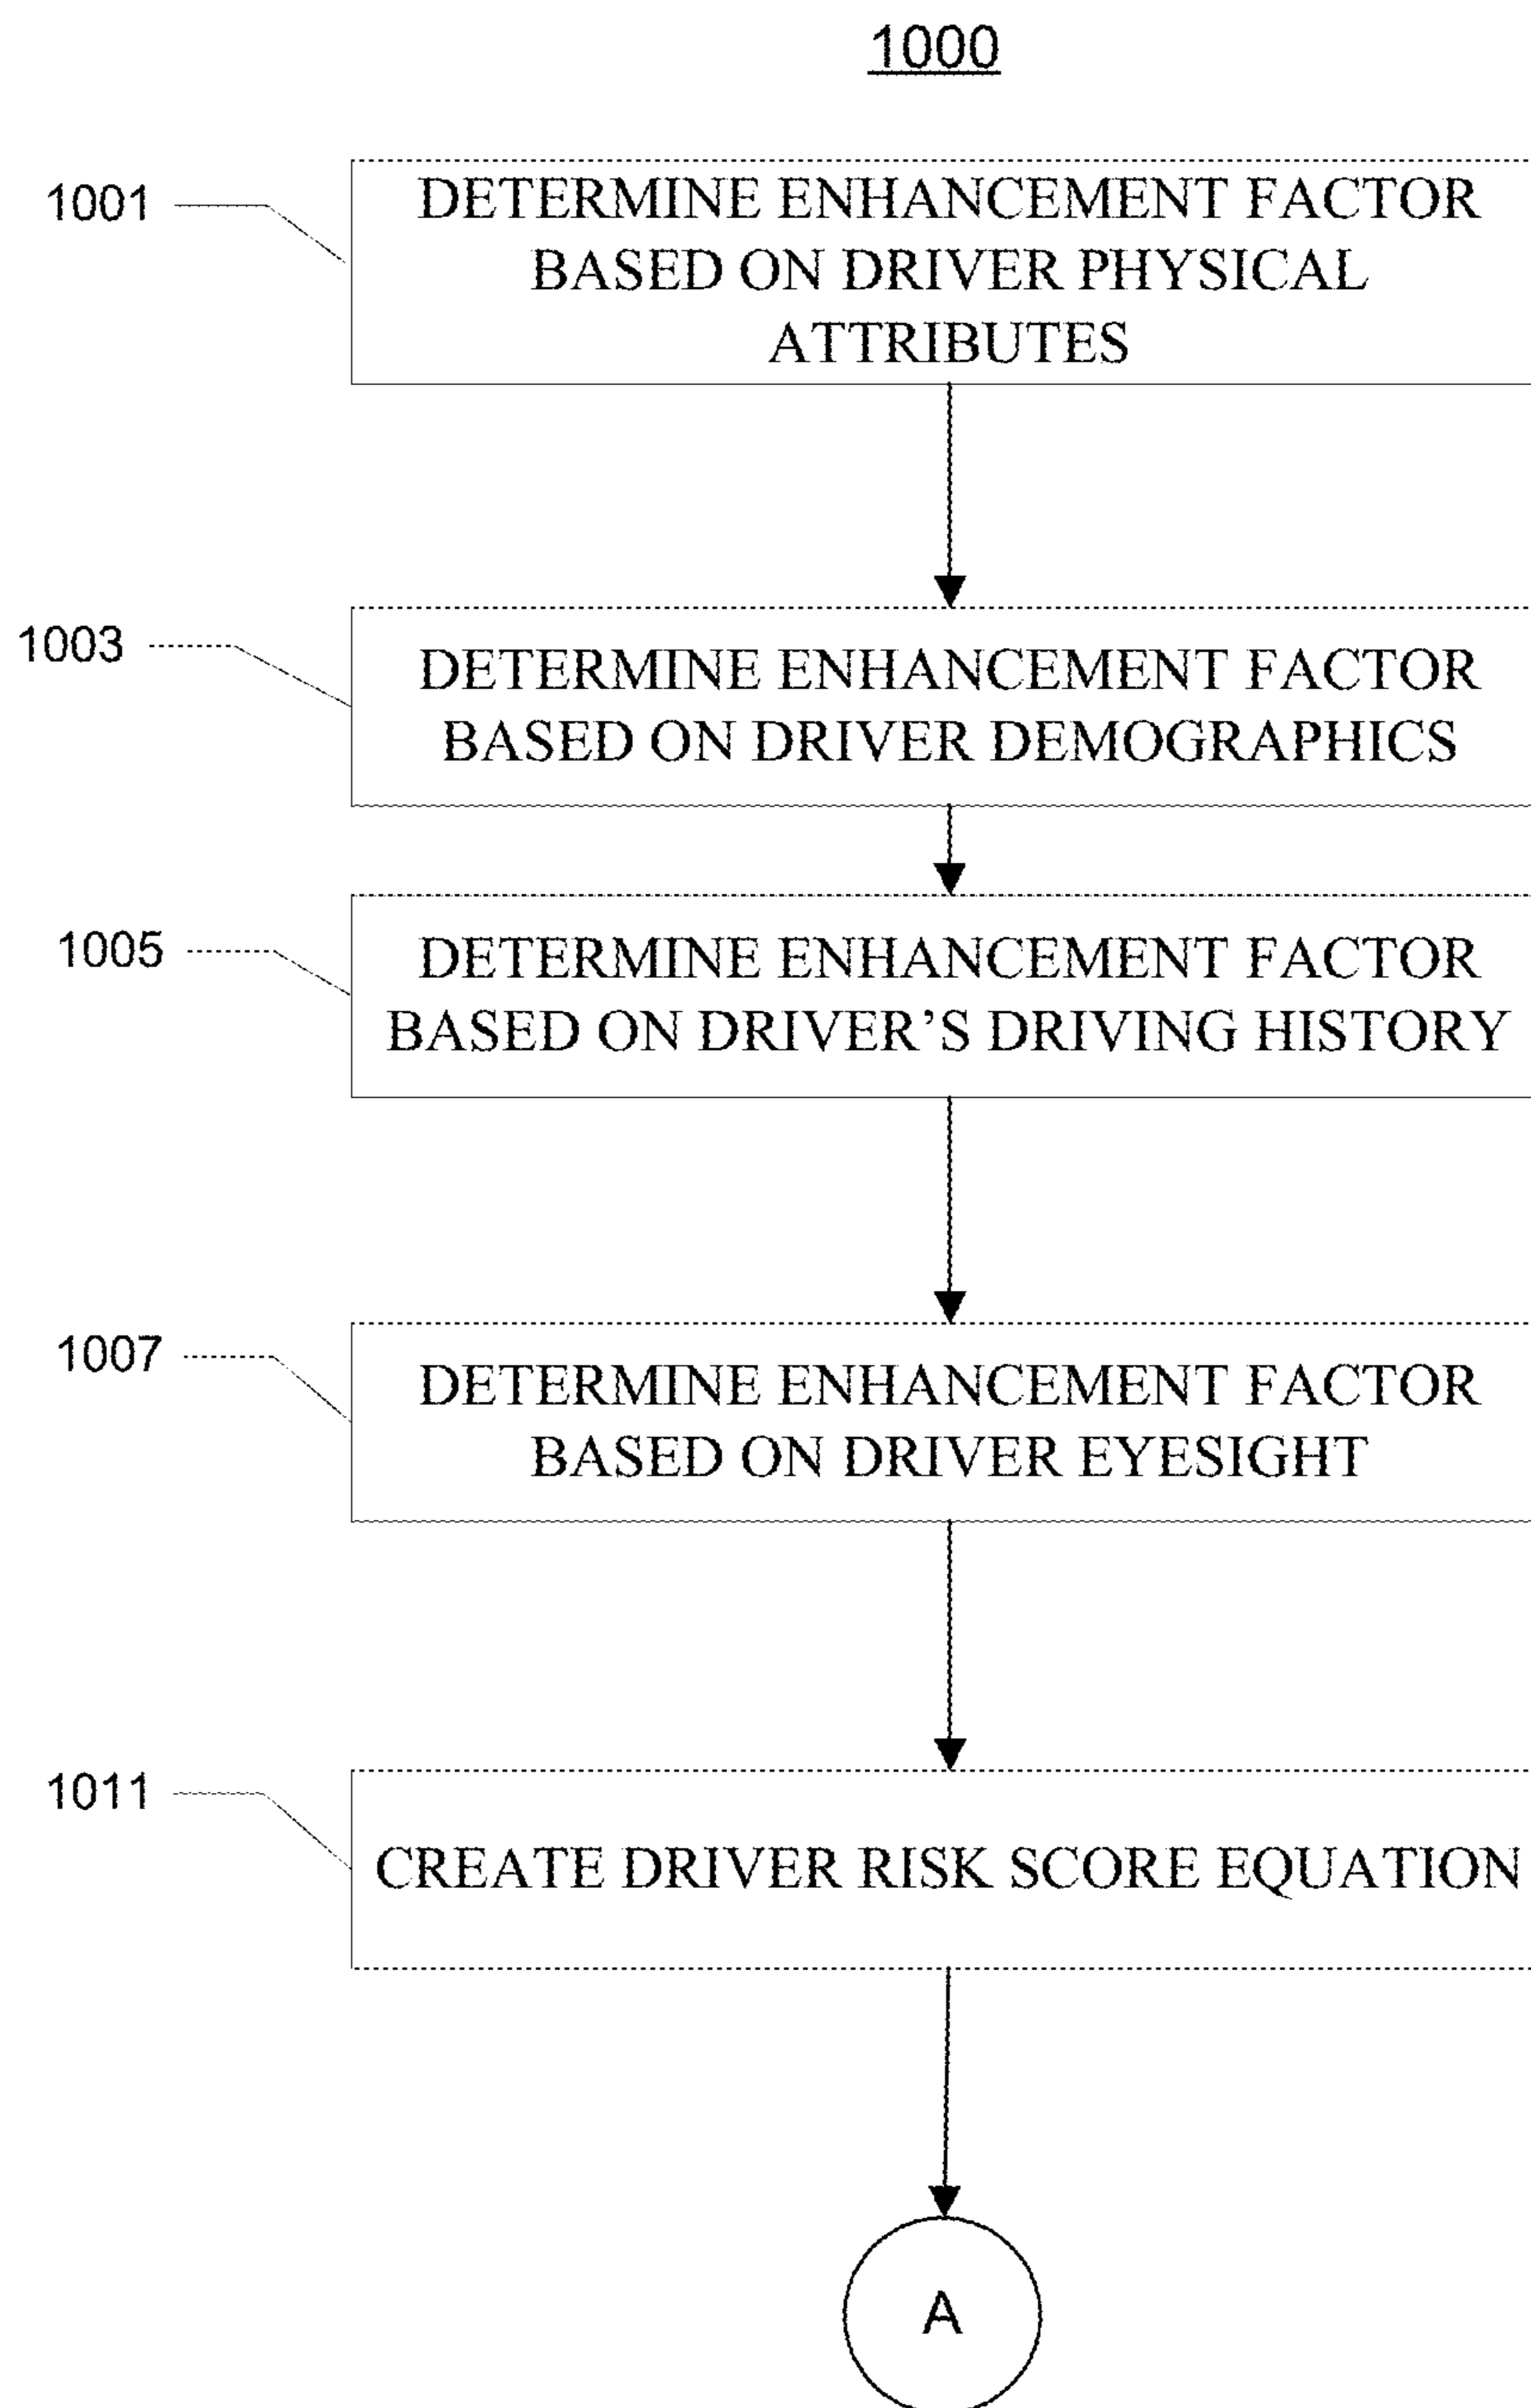 1000
1001
DETERMINE ENHANCEMENT FACTOR
BASED ON DRIVER PHYSICAL
ATTRIBUTES
1003
DETERMINE ENHANCEMENT FACTOR
BASED ON DRIVER DEMOGRAPHICS
1005
DETERMINE ENHANCEMENT FACTOR
BASED ON DRIVER’S DRIVING HISTORY
1007
DETERMINE ENHANCEMENT FACTOR
BASED ON DRIVER EYESIGHT
1011
CREATE DRIVER RISK SCORE EQUATION
A